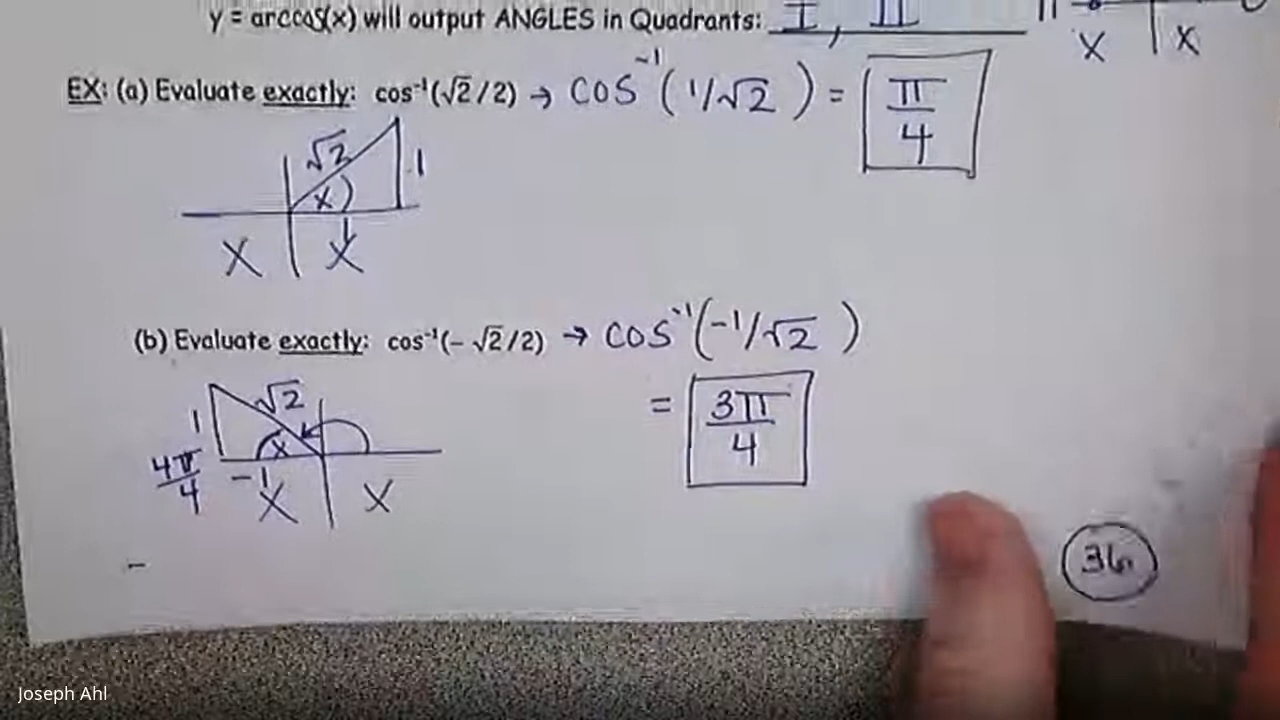 y = arccos(x) will output ANGLES in Quadrants: I, II
X X
EX: (a) Evaluate exactly: cos⁻¹(√2/2) → COS⁻¹(1/√2) = π/4
√2
1
x
1
X X
(b) Evaluate exactly: cos⁻¹(- √2/2) → COS⁻¹(-1/√2)
= 3π/4
√2
1
x
4π/4
-1
X X
36
Joseph Ahl